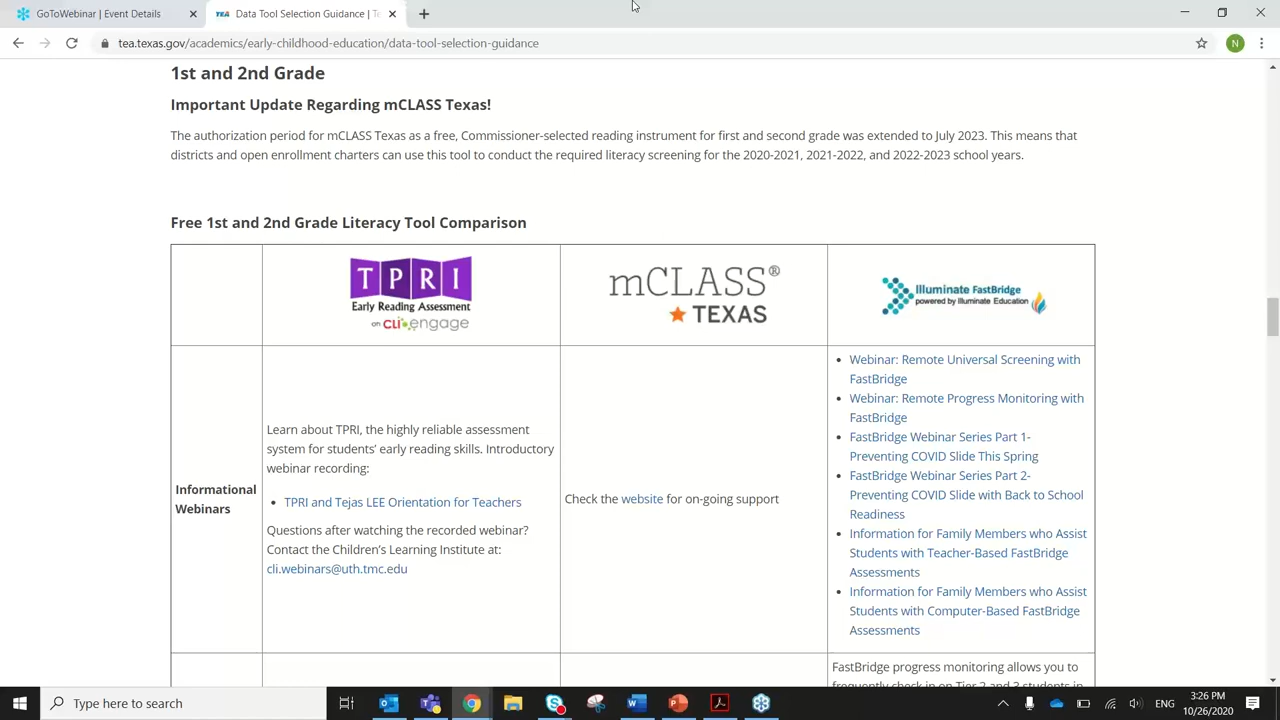 GoToWebinar | Event Details
Data Tool Selection Guidance | Te
tea.texas.gov/academics/early-childhood-education/data-tool-selection-guidance
N
1st and 2nd Grade
Important Update Regarding mCLASS Texas!
The authorization period for mCLASS Texas as a free, Commissioner-selected reading instrument for first and second grade was extended to July 2023. This means that
districts and open enrollment charters can use this tool to conduct the required literacy screening for the 2020-2021, 2021-2022, and 2022-2023 school years.
Free 1st and 2nd Grade Literacy Tool Comparison
TPRI
Early Reading Assessment
on cli engage
mCLASS®
TEXAS
Illuminate FastBridge
powered by Illuminate Education
Informational
Webinars
Learn about TPRI, the highly reliable assessment
system for students' early reading skills. Introductory
webinar recording:
• TPRI and Tejas LEE Orientation for Teachers
Questions after watching the recorded webinar?
Contact the Children's Learning Institute at:
cli.webinars@uth.tmc.edu
Check the website for on-going support
• Webinar: Remote Universal Screening with
FastBridge
• Webinar: Remote Progress Monitoring with
FastBridge
• FastBridge Webinar Series Part 1-
Preventing COVID Slide This Spring
• FastBridge Webinar Series Part 2-
Preventing COVID Slide with Back to School
Readiness
• Information for Family Members who Assist
Students with Teacher-Based FastBridge
Assessments
• Information for Family Members who Assist
Students with Computer-Based FastBridge
Assessments
FastBridge progress monitoring allows you to
frequently check in on Tier 2 and 3 students in
Type here to search
ENG
3:26 PM
10/26/2020